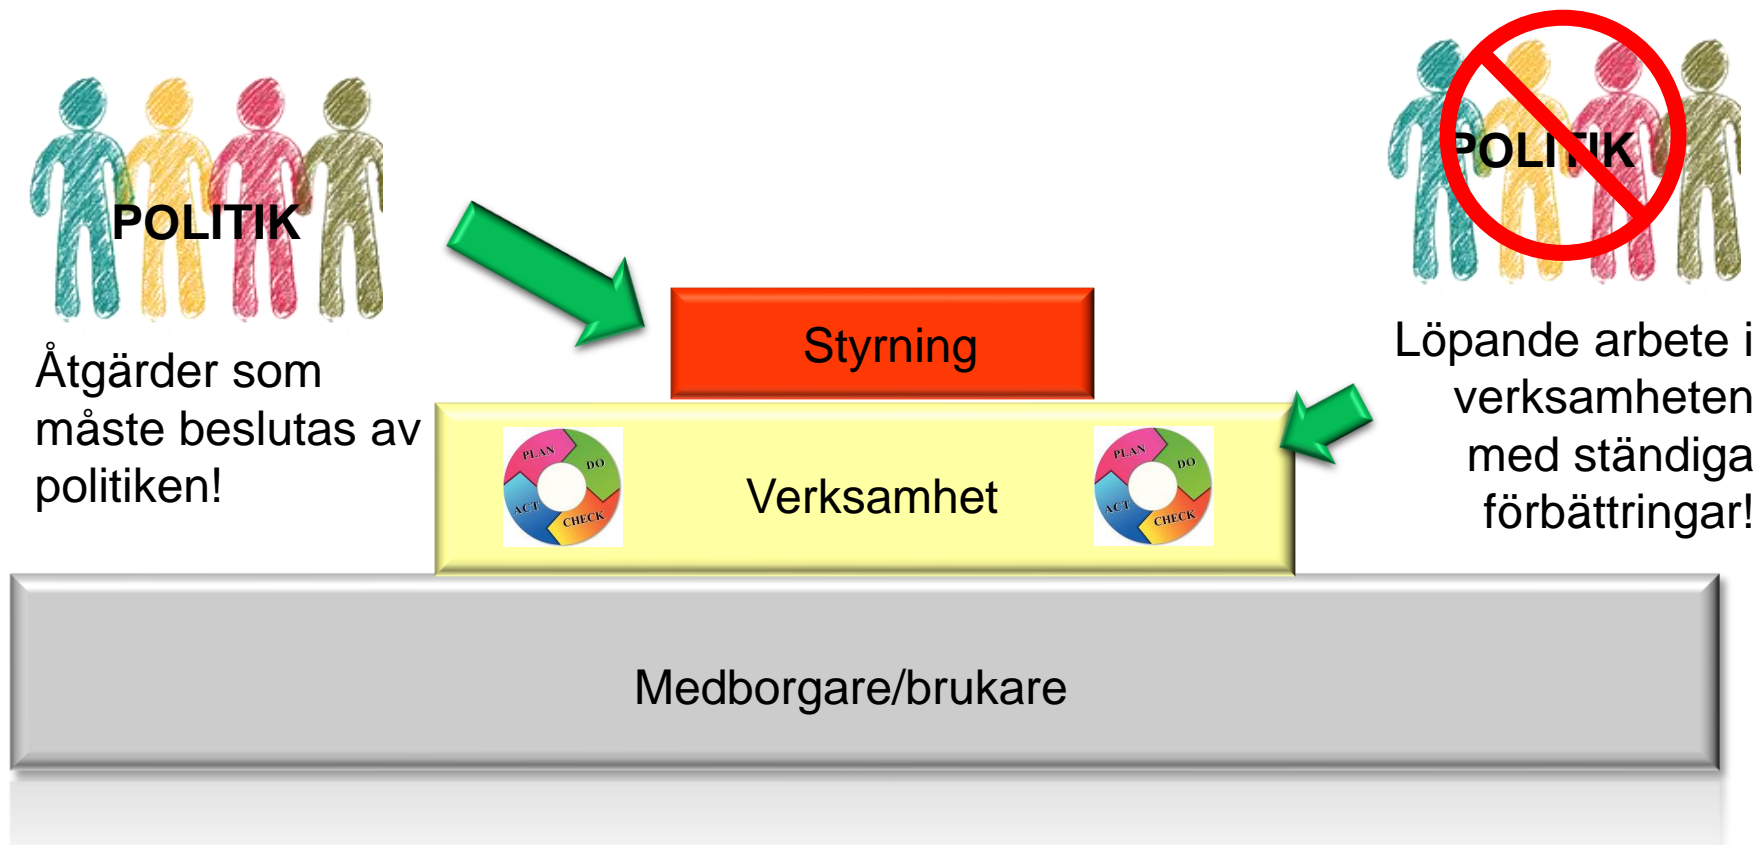 POLITIK
Åtgärder som
måste beslutas av
politiken!
POLITIK
Löpande arbete i
verksamheten
med ständiga
förbättringar!
Styrning
PLAN
DO
CHECK
ACT
Verksamhet
PLAN
DO
CHECK
ACT
Medborgare/brukare